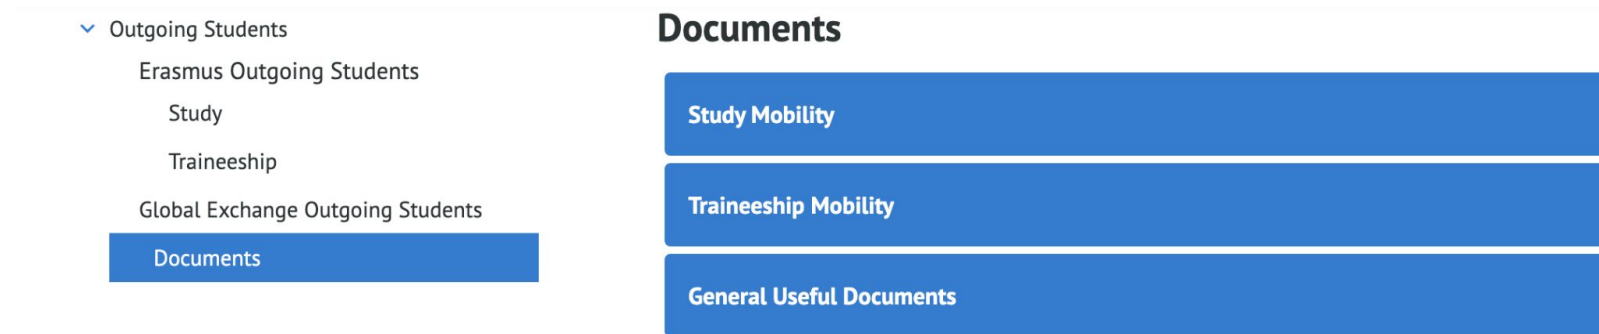 Outgoing Students
Erasmus Outgoing Students
Study
Traineeship
Global Exchange Outgoing Students
Documents
Documents
Study Mobility
Traineeship Mobility
General Useful Documents